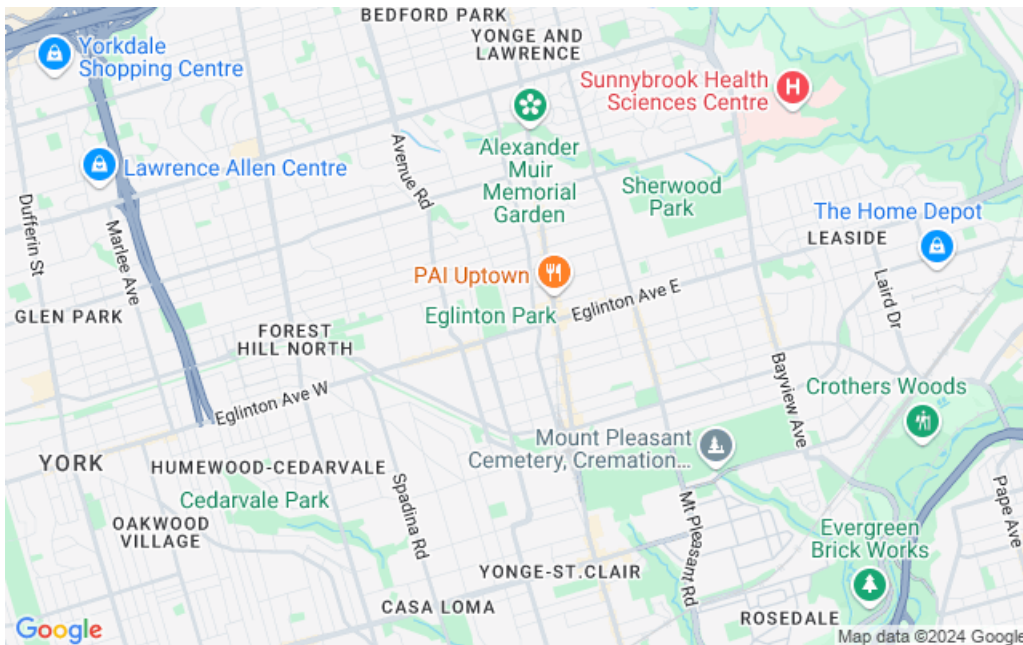 BEDFORD PARK
YONGE AND
LAWRENCE
Yorkdale
Shopping Centre
Sunnybrook Health
Sciences Centre
H
Lawrence Allen Centre
Avenue Rd
Alexander
Muir
Memorial
Garden
Sherwood
Park
Dufferin St
Marlee Ave
The Home Depot
LEASIDE
PAI Uptown
Eglinton Park
Eglinton Ave E
Laird Dr
GLEN PARK
FOREST
HILL NORTH
Eglinton Ave W
Bayview Ave
Crothers Woods
Mount Pleasant
Cemetery, Cremation...
YORK
HUMEWOOD-CEDARVALE
Cedarvale Park
Spadina Rd
Mt Pleasant Rd
Pape Ave
OAKWOOD
VILLAGE
Evergreen
Brick Works
YONGE-ST.CLAIR
CASA LOMA
ROSEDALE
Google
Map data ©2024 Google